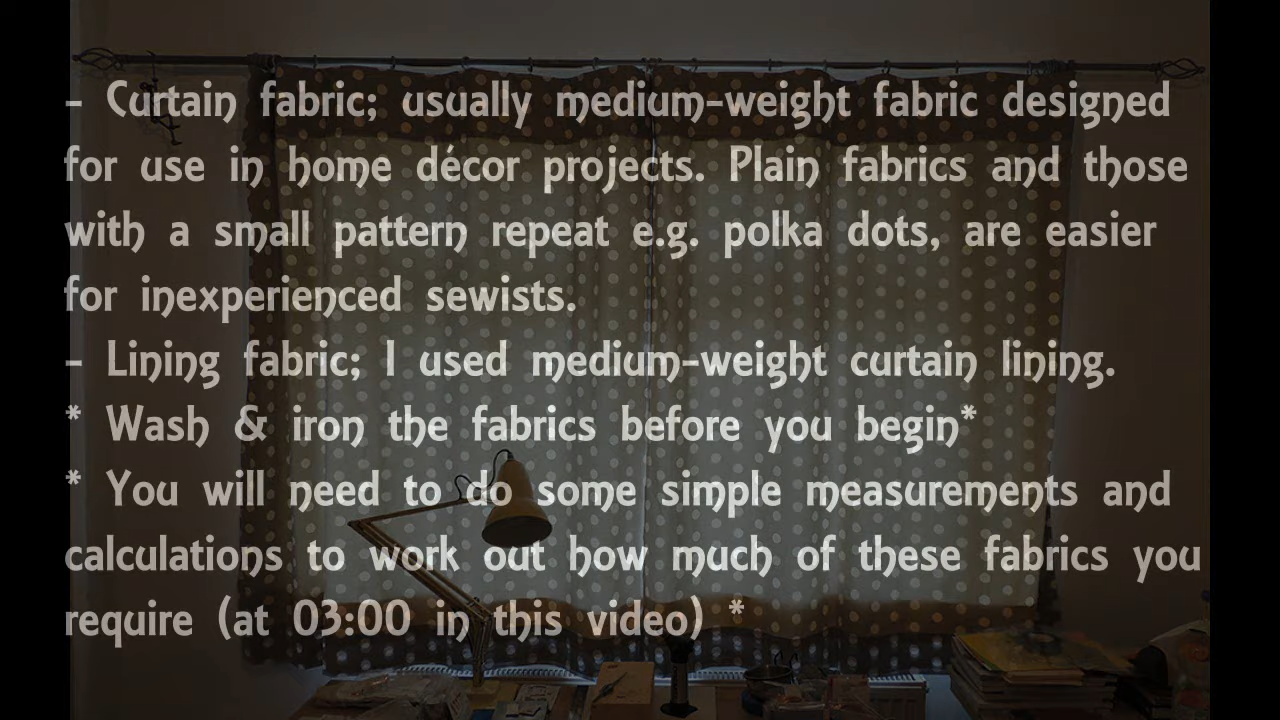 - Curtain fabric; usually medium-weight fabric designed
for use in home décor projects. Plain fabrics and those
with a small pattern repeat e.g. polka dots, are easier
for inexperienced sewists.
- Lining fabric; I used medium-weight curtain lining.
* Wash & iron the fabrics before you begin*
* You will need to do some simple measurements and
calculations to work out how much of these fabrics you
require (at 03:00 in this video) *